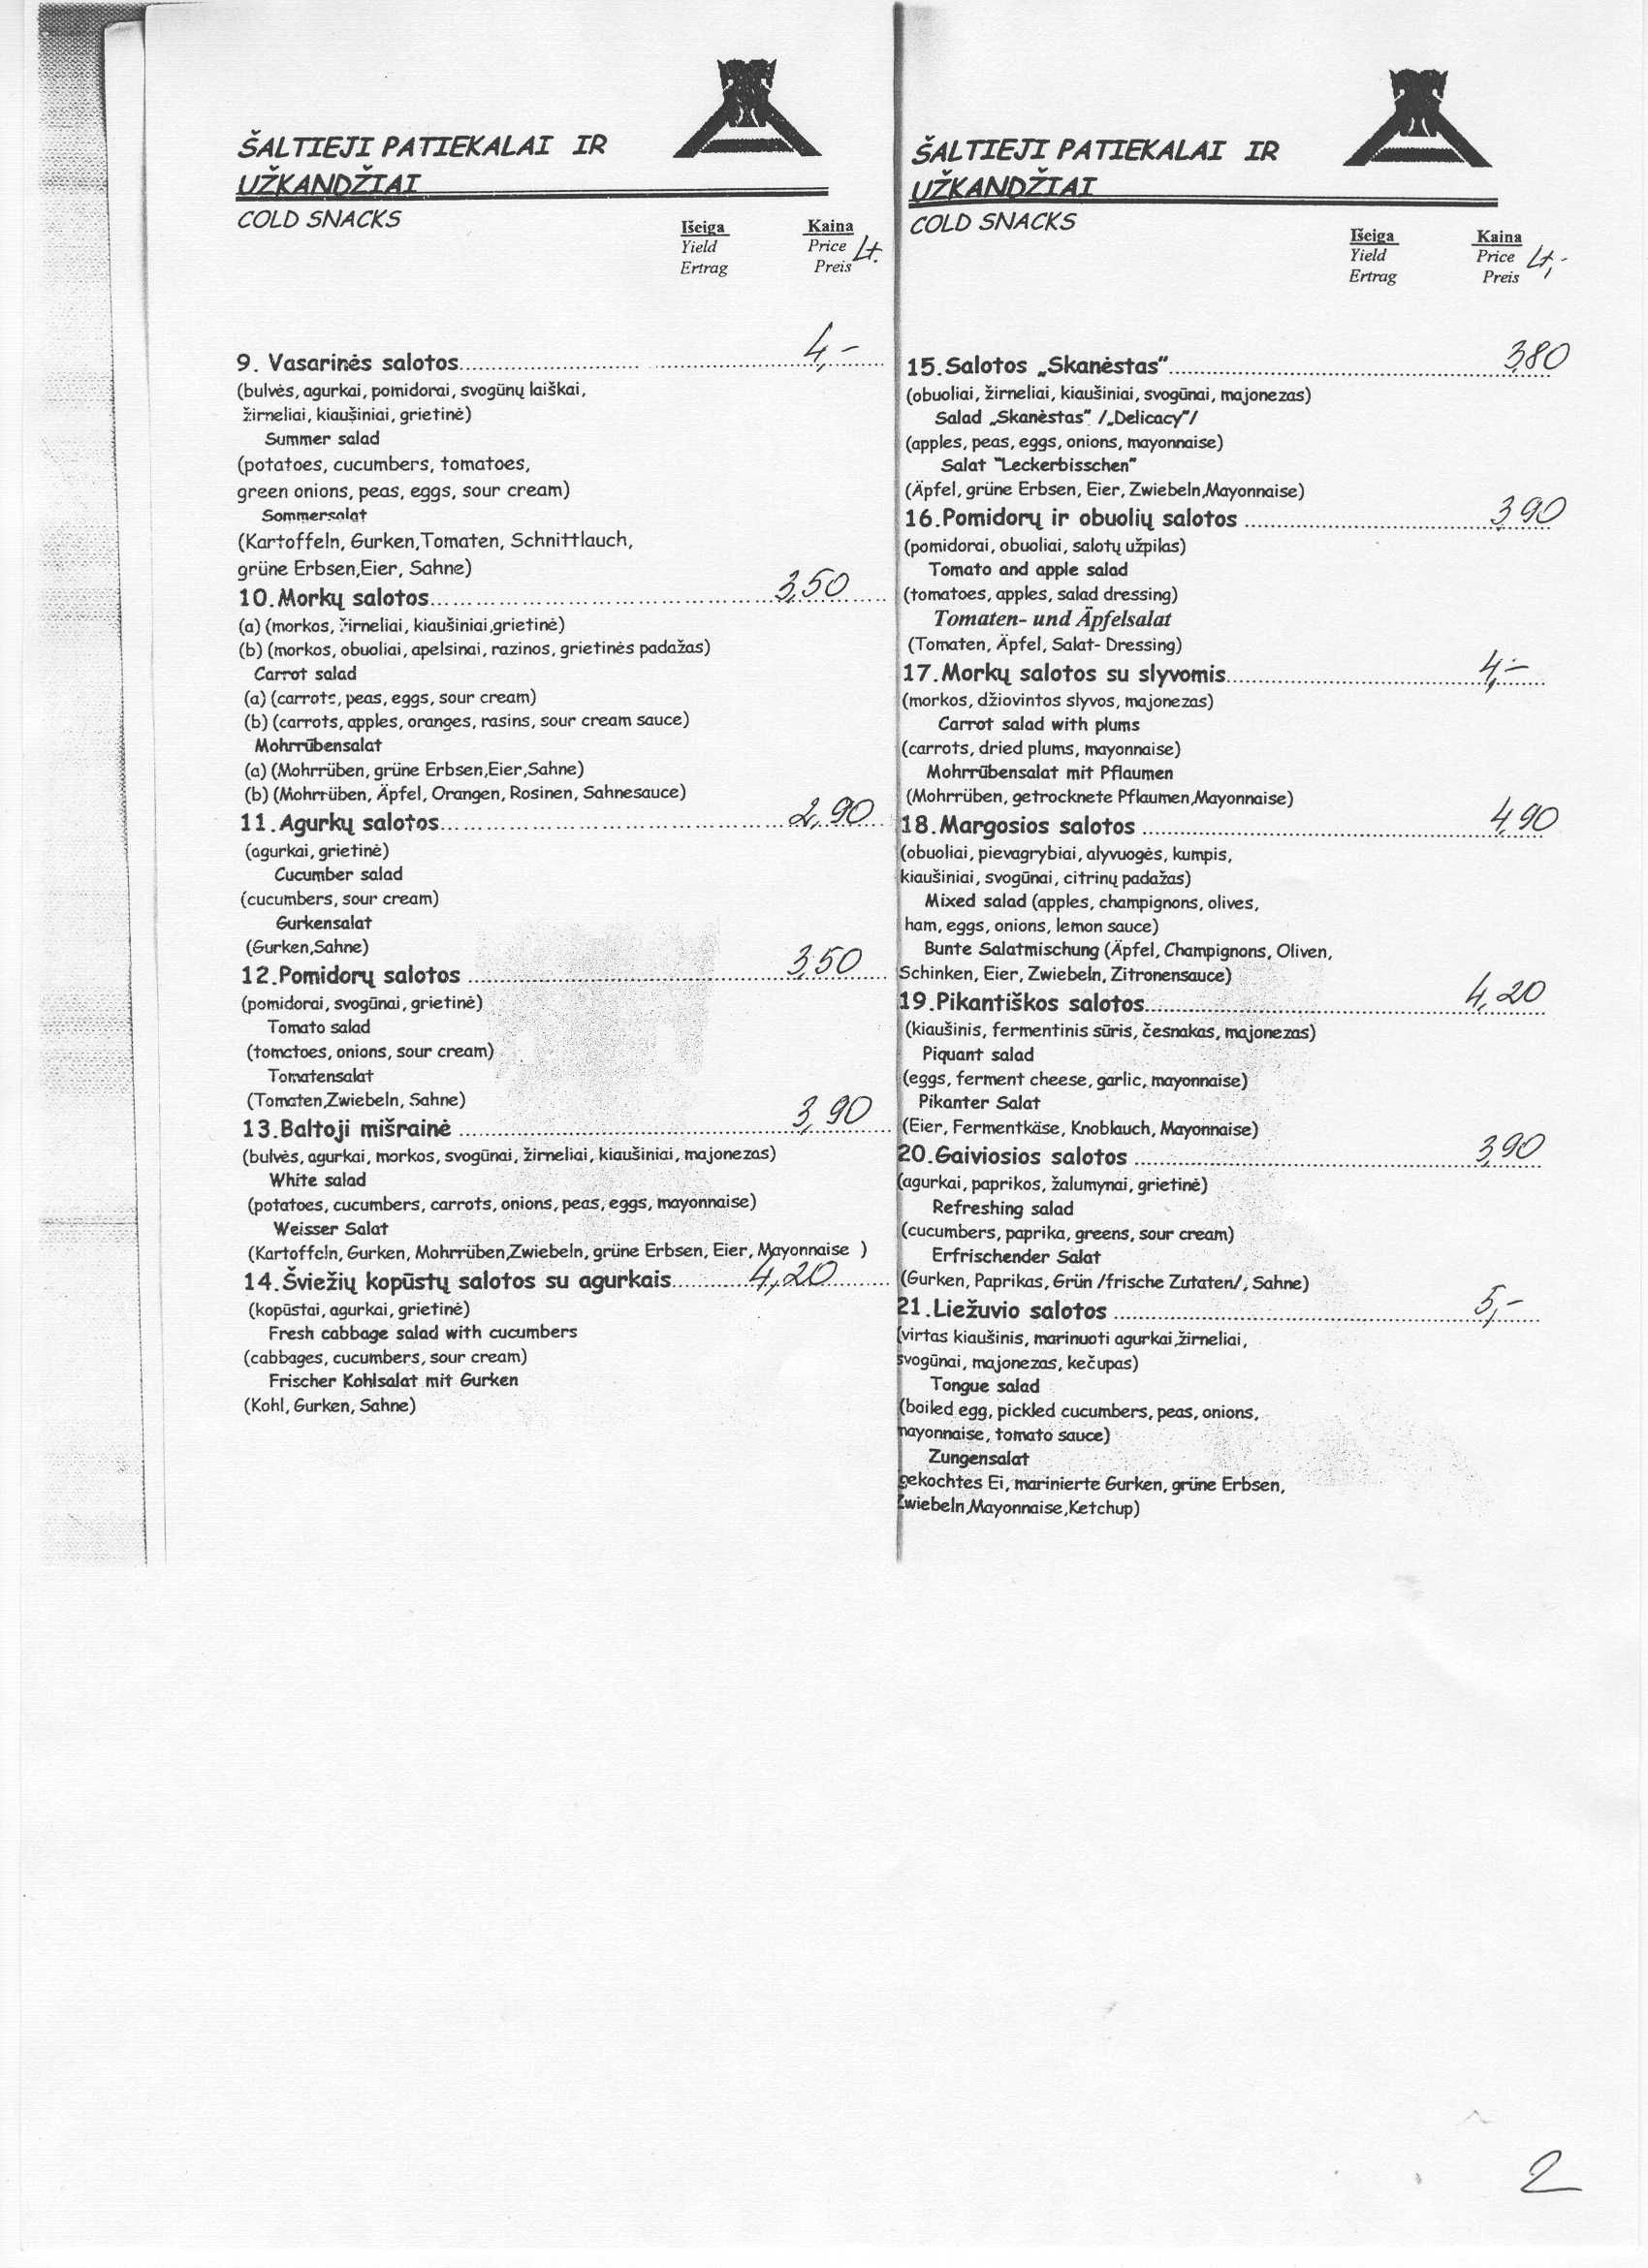 ŠALTIEJI PATIEKALAI IR
UŽKANDŽIAI
COLD SNACKS
Išeiga Kaina
Yield Price Lt.
Ertrag Preis
9. Vasarinės salotos 4,-
(bulvės, agurkai, pomidorai, svogūnų laiškai,
žirneliai, kiaušiniai, grietinė)
Summer salad
(potatoes, cucumbers, tomatoes,
green onions, peas, eggs, sour cream)
Sommersalat
(Kartoffeln, Gurken,Tomaten, Schnittlauch,
grüne Erbsen,Eier, Sahne)
10.Morkų salotos 3,50
(a) (morkos, žirneliai, kiaušiniai,grietinė)
(b) (morkos, obuoliai, apelsinai, razinos, grietinės padažas)
Carrot salad
(a) (carrots, peas, eggs, sour cream)
(b) (carrots, apples, oranges, rasins, sour cream sauce)
Mohrrübensalat
(a) (Mohrrüben, grüne Erbsen,Eier,Sahne)
(b) (Mohrrüben, Äpfel, Orangen, Rosinen, Sahnesauce)
11.Agurkų salotos 2,90
(agurkai, grietinė)
Cucumber salad
(cucumbers, sour cream)
Gurkensalat
(Gurken,Sahne)
12.Pomidorų salotos 3,50
(pomidorai, svogūnai, grietinė)
Tomato salad
(tomatoes, onions, sour cream)
Tomatensalat
(Tomaten,Zwiebeln, Sahne)
13.Baltoji mišrainė 3,90
(bulvės, agurkai, morkos, svogūnai, žirneliai, kiaušiniai, majonezas)
White salad
(potatoes, cucumbers, carrots, onions, peas, eggs, mayonnaise)
Weisser Salat
(Kartoffeln, Gurken, Mohrrüben,Zwiebeln, grüne Erbsen, Eier, Mayonnaise )
14.Šviežių kopūstų salotos su agurkais 4,20
(kopūstai, agurkai, grietinė)
Fresh cabbage salad with cucumbers
(cabbages, cucumbers, sour cream)
Frischer Kohlsalat mit Gurken
(Kohl, Gurken, Sahne)
ŠALTIEJI PATIEKALAI IR
UŽKANDŽIAI
COLD SNACKS
Išeiga Kaina
Yield Price Lt,-
Ertrag Preis
15.Salotos „Skanėstas” 3,80
(obuoliai, žirneliai, kiaušiniai, svogūnai, majonezas)
Salad „Skanėstas” /„Delicacy”/
(apples, peas, eggs, onions, mayonnaise)
Salat “Leckerbisschen”
(Äpfel, grüne Erbsen, Eier, Zwiebeln,Mayonnaise)
16.Pomidorų ir obuolių salotos 3,90
(pomidorai, obuoliai, salotų užpilas)
Tomato and apple salad
(tomatoes, apples, salad dressing)
Tomaten- und Äpfelsalat
(Tomaten, Äpfel, Salat- Dressing)
17.Morkų salotos su slyvomis 4,-
(morkos, džiovintos slyvos, majonezas)
Carrot salad with plums
(carrots, dried plums, mayonnaise)
Mohrrübensalat mit Pflaumen
(Mohrrüben, getrocknete Pflaumen,Mayonnaise)
18.Margosios salotos 4,90
(obuoliai, pievagrybiai, alyvuogės, kumpis,
kiaušiniai, svogūnai, citrinų padažas)
Mixed salad (apples, champignons, olives,
ham, eggs, onions, lemon sauce)
Bunte Salatmischung (Äpfel, Champignons, Oliven,
Schinken, Eier, Zwiebeln, Zitronensauce)
19.Pikantiškos salotos 4,20
(kiaušinis, fermentinis sūris, česnakas, majonezas)
Piquant salad
(eggs, ferment cheese, garlic, mayonnaise)
Pikanter Salat
(Eier, Fermentkäse, Knoblauch, Mayonnaise)
20.Gaiviosios salotos 3,90
(agurkai, paprikos, žalumynai, grietinė)
Refreshing salad
(cucumbers, paprika, greens, sour cream)
Erfrischender Salat
(Gurken, Paprikas, Grün /frische Zutaten/, Sahne)
21.Liežuvio salotos 5,-
(virtas kiaušinis, marinuoti agurkai,žirneliai,
svogūnai, majonezas, kečupas)
Tongue salad
(boiled egg, pickled cucumbers, peas, onions,
mayonnaise, tomato sauce)
Zungensalat
gekochtes Ei, marinierte Gurken, grüne Erbsen,
Zwiebeln,Mayonnaise,Ketchup)
2